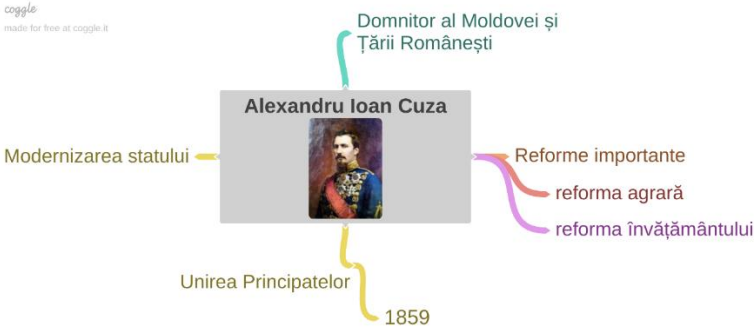 coggle
made for free at coggle.it
Domnitor al Moldovei și
Țării Românești
Alexandru Ioan Cuza
Modernizarea statului
Reforme importante
reforma agrară
reforma învățământului
Unirea Principatelor
1859